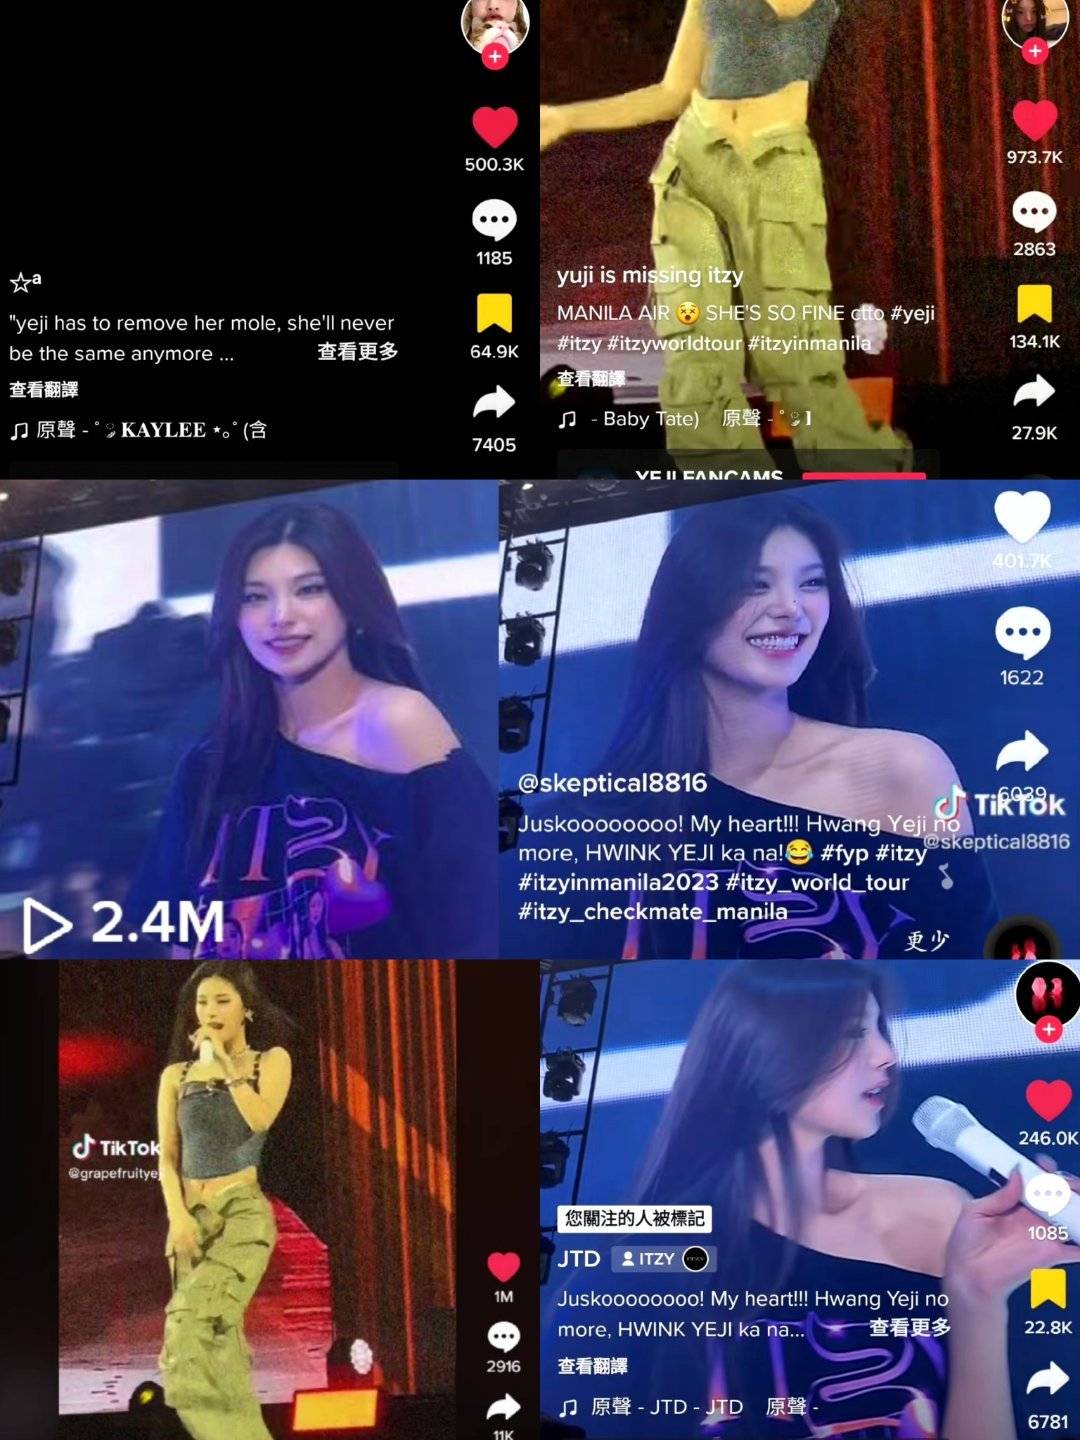 500.3K
1185
64.9K
7405
☆a
"yeji has to remove her mole, she'll never
be the same anymore ... 查看更多
查看翻譯
原聲 - KAYLEE (含
973.7K
2863
134.1K
27.9K
yuji is missing itzy
MANILA AIR 😵 SHE'S SO FINE ctto #yeji
#itzy #itzyworldtour #itzyinmanila
查看翻譯
- Baby Tate) 原聲 -
YEJI FANCAMS
ITZY
2.4M
401.7K
1622
6039
@skeptical8816
Juskoooooooo! My heart!!! Hwang Yeji no
more, HWINK YEJI ka na!😂 #fyp #itzy
#itzyinmanila2023 #itzy_world_tour
#itzy_checkmate_manila
更少
TikTok
@skeptical8816
TikTok
@grapefruityej
1M
2916
11K
246.0K
1085
22.8K
6781
您關注的人被標記
JTD ITZY
Juskoooooooo! My heart!!! Hwang Yeji no
more, HWINK YEJI ka na... 查看更多
查看翻譯
原聲 - JTD - JTD 原聲 -